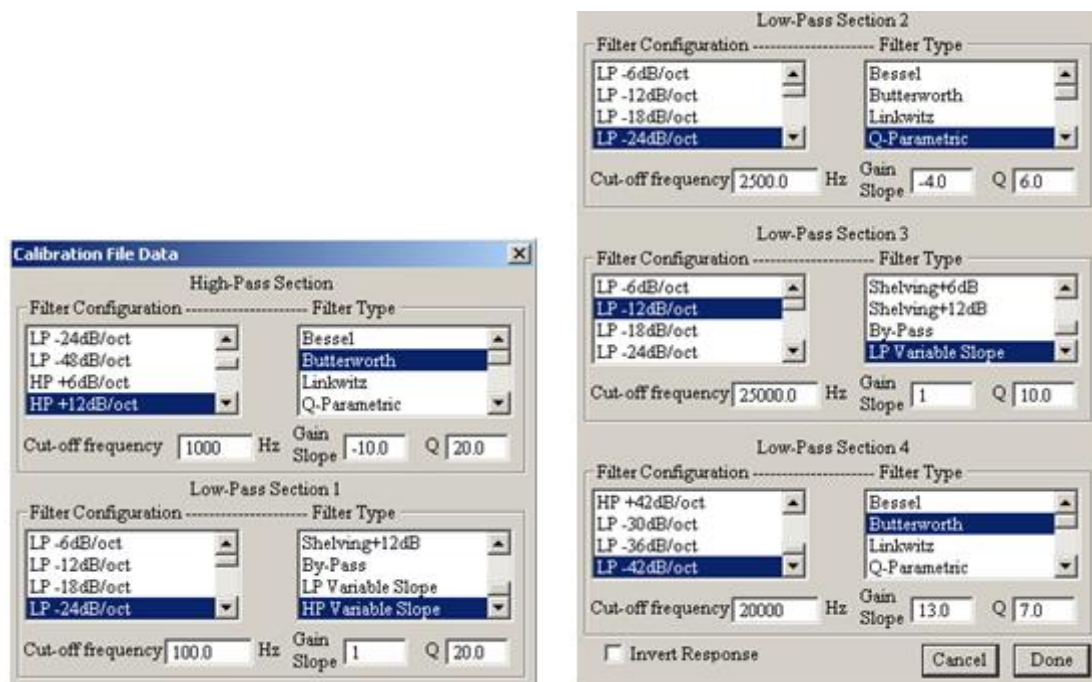 Calibration File Data
High-Pass Section
Filter Configuration ------------------- Filter Type
LP -24dB/oct
LP -48dB/oct
HP +6dB/oct
HP +12dB/oct
Bessel
Butterworth
Linkwitz
Q-Parametric
Cut-off frequency 1000 Hz Gain Slope -10.0 Q 20.0
Low-Pass Section 1
Filter Configuration ------------------- Filter Type
LP -6dB/oct
LP -12dB/oct
LP -18dB/oct
LP -24dB/oct
Shelving+12dB
By-Pass
LP Variable Slope
HP Variable Slope
Cut-off frequency 100.0 Hz Gain Slope 1 Q 20.0
Low-Pass Section 2
Filter Configuration ------------------- Filter Type
LP -6dB/oct
LP -12dB/oct
LP -18dB/oct
LP -24dB/oct
Bessel
Butterworth
Linkwitz
Q-Parametric
Cut-off frequency 2500.0 Hz Gain Slope -4.0 Q 6.0
Low-Pass Section 3
Filter Configuration ------------------- Filter Type
LP -6dB/oct
LP -12dB/oct
LP -18dB/oct
LP -24dB/oct
Shelving+6dB
Shelving+12dB
By-Pass
LP Variable Slope
Cut-off frequency 25000.0 Hz Gain Slope 1 Q 10.0
Low-Pass Section 4
Filter Configuration ------------------- Filter Type
HP +42dB/oct
LP -30dB/oct
LP -36dB/oct
LP -42dB/oct
Bessel
Butterworth
Linkwitz
Q-Parametric
Cut-off frequency 20000 Hz Gain Slope 13.0 Q 7.0
Invert Response
Cancel
Done